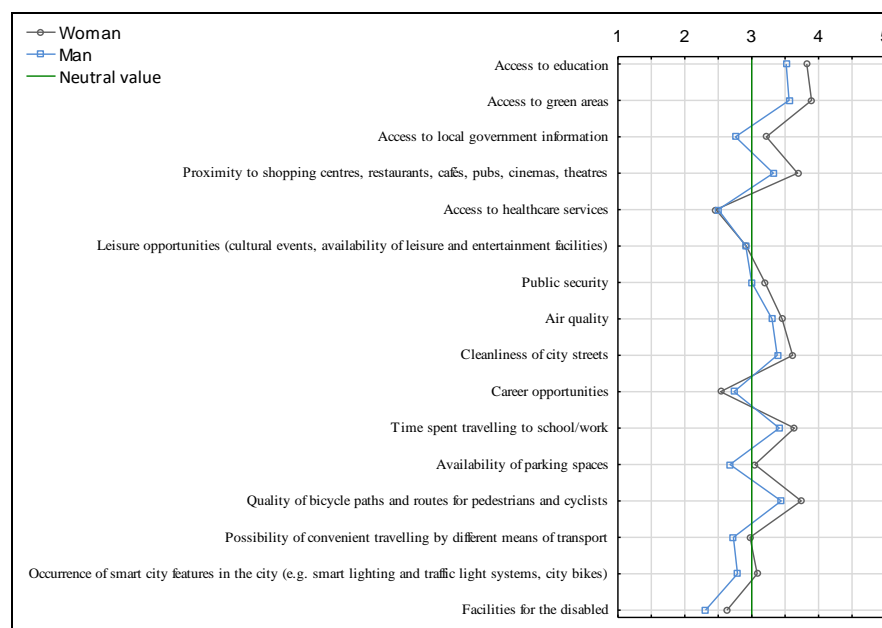 Woman
Man
Neutral value
1 2 3 4 5
Access to education
Access to green areas
Access to local government information
Proximity to shopping centres, restaurants, cafés, pubs, cinemas, theatres
Access to healthcare services
Leisure opportunities (cultural events, availability of leisure and entertainment facilities)
Public security
Air quality
Cleanliness of city streets
Career opportunities
Time spent travelling to school/work
Availability of parking spaces
Quality of bicycle paths and routes for pedestrians and cyclists
Possibility of convenient travelling by different means of transport
Occurrence of smart city features in the city (e.g. smart lighting and traffic light systems, city bikes)
Facilities for the disabled